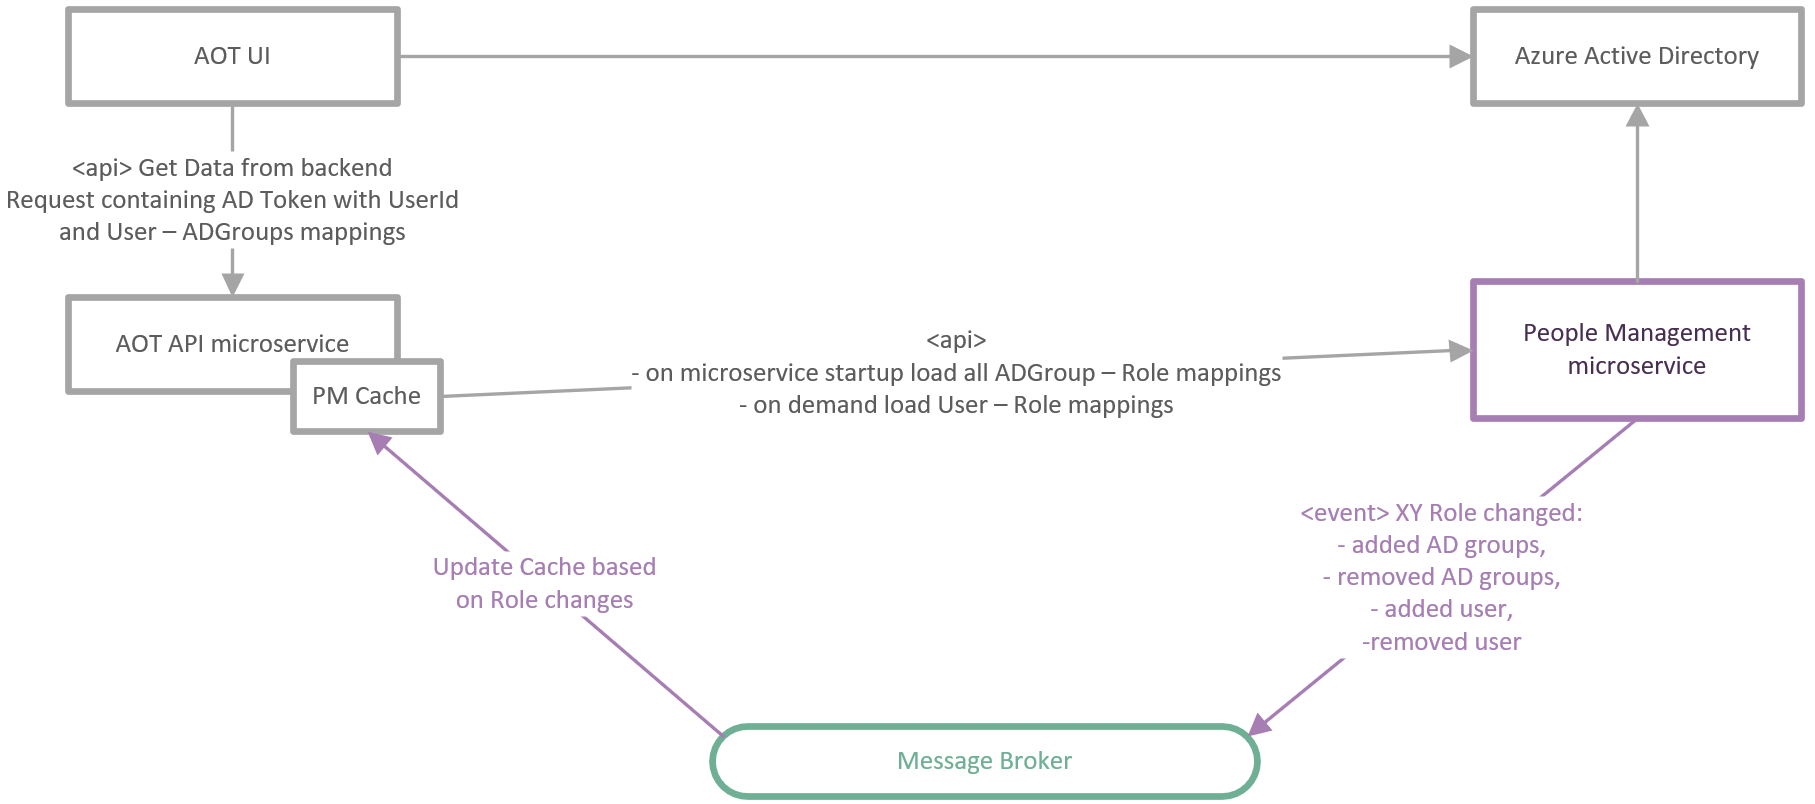 AOT UI
Azure Active Directory
<api> Get Data from backend
Request containing AD Token with UserId
and User – ADGroups mappings
AOT API microservice
PM Cache
<api>
- on microservice startup load all ADGroup – Role mappings
- on demand load User – Role mappings
People Management
microservice
<event> XY Role changed:
- added AD groups,
- removed AD groups,
- added user,
-removed user
Update Cache based
on Role changes
Message Broker